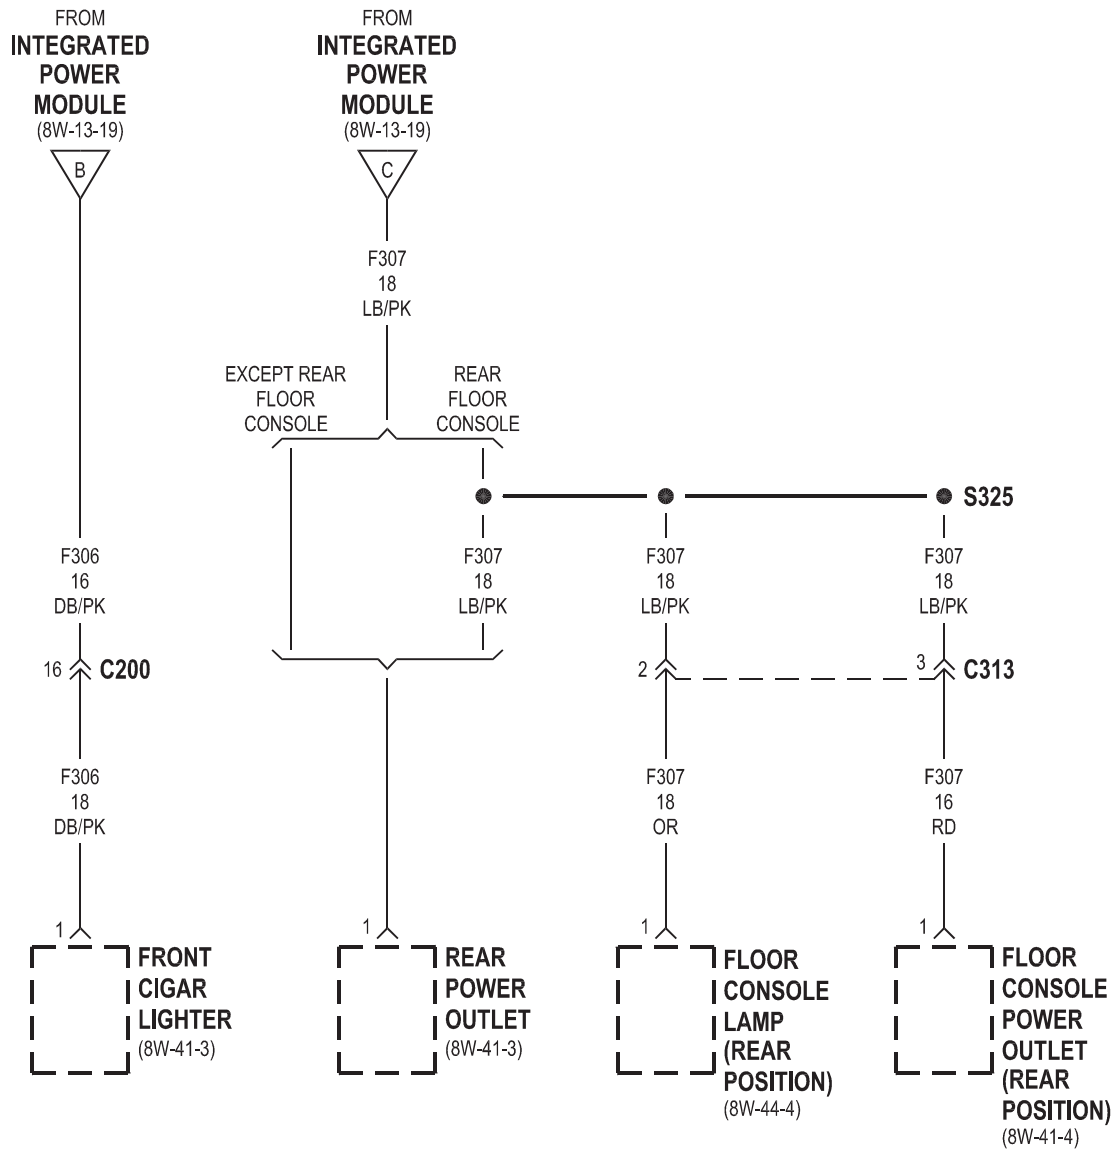 FROM
INTEGRATED
POWER
MODULE
(8W-13-19)
B
FROM
INTEGRATED
POWER
MODULE
(8W-13-19)
C
F307
18
LB/PK
EXCEPT REAR
FLOOR
CONSOLE
REAR
FLOOR
CONSOLE
S325
F306
16
DB/PK
F307
18
LB/PK
F307
18
LB/PK
F307
18
LB/PK
16
C200
2
3
C313
F306
18
DB/PK
F307
18
OR
F307
16
RD
1
FRONT
CIGAR
LIGHTER
(8W-41-3)
1
REAR
POWER
OUTLET
(8W-41-3)
1
FLOOR
CONSOLE
LAMP
(REAR
POSITION)
(8W-44-4)
1
FLOOR
CONSOLE
POWER
OUTLET
(REAR
POSITION)
(8W-41-4)